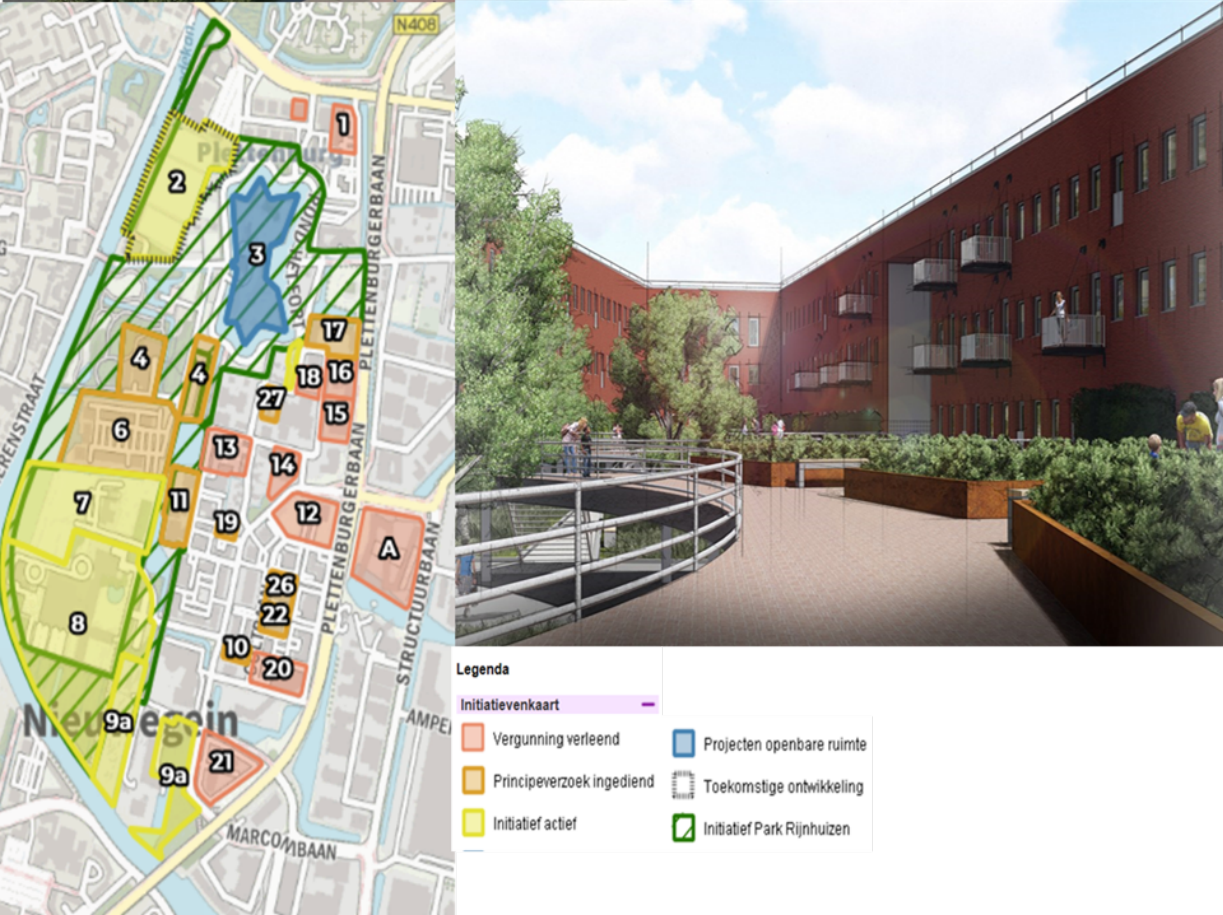 N408
1
Plettenburg
2
PLETTENBURGERBAAN
3
17
4
4
16
18
27
15
6
13
14
7
11
12
19
PLETTENBURGERBAAN
A
STRUCTUURBAAN
26
22
8
10
20
Nieuwegein
9a
9a
21
MARCOMBAAN
Legenda
Initiatievenkaart
Vergunning verleend
Principeverzoek ingediend
Initiatief actief
Projecten openbare ruimte
Toekomstige ontwikkeling
Initiatief Park Rijnhuizen